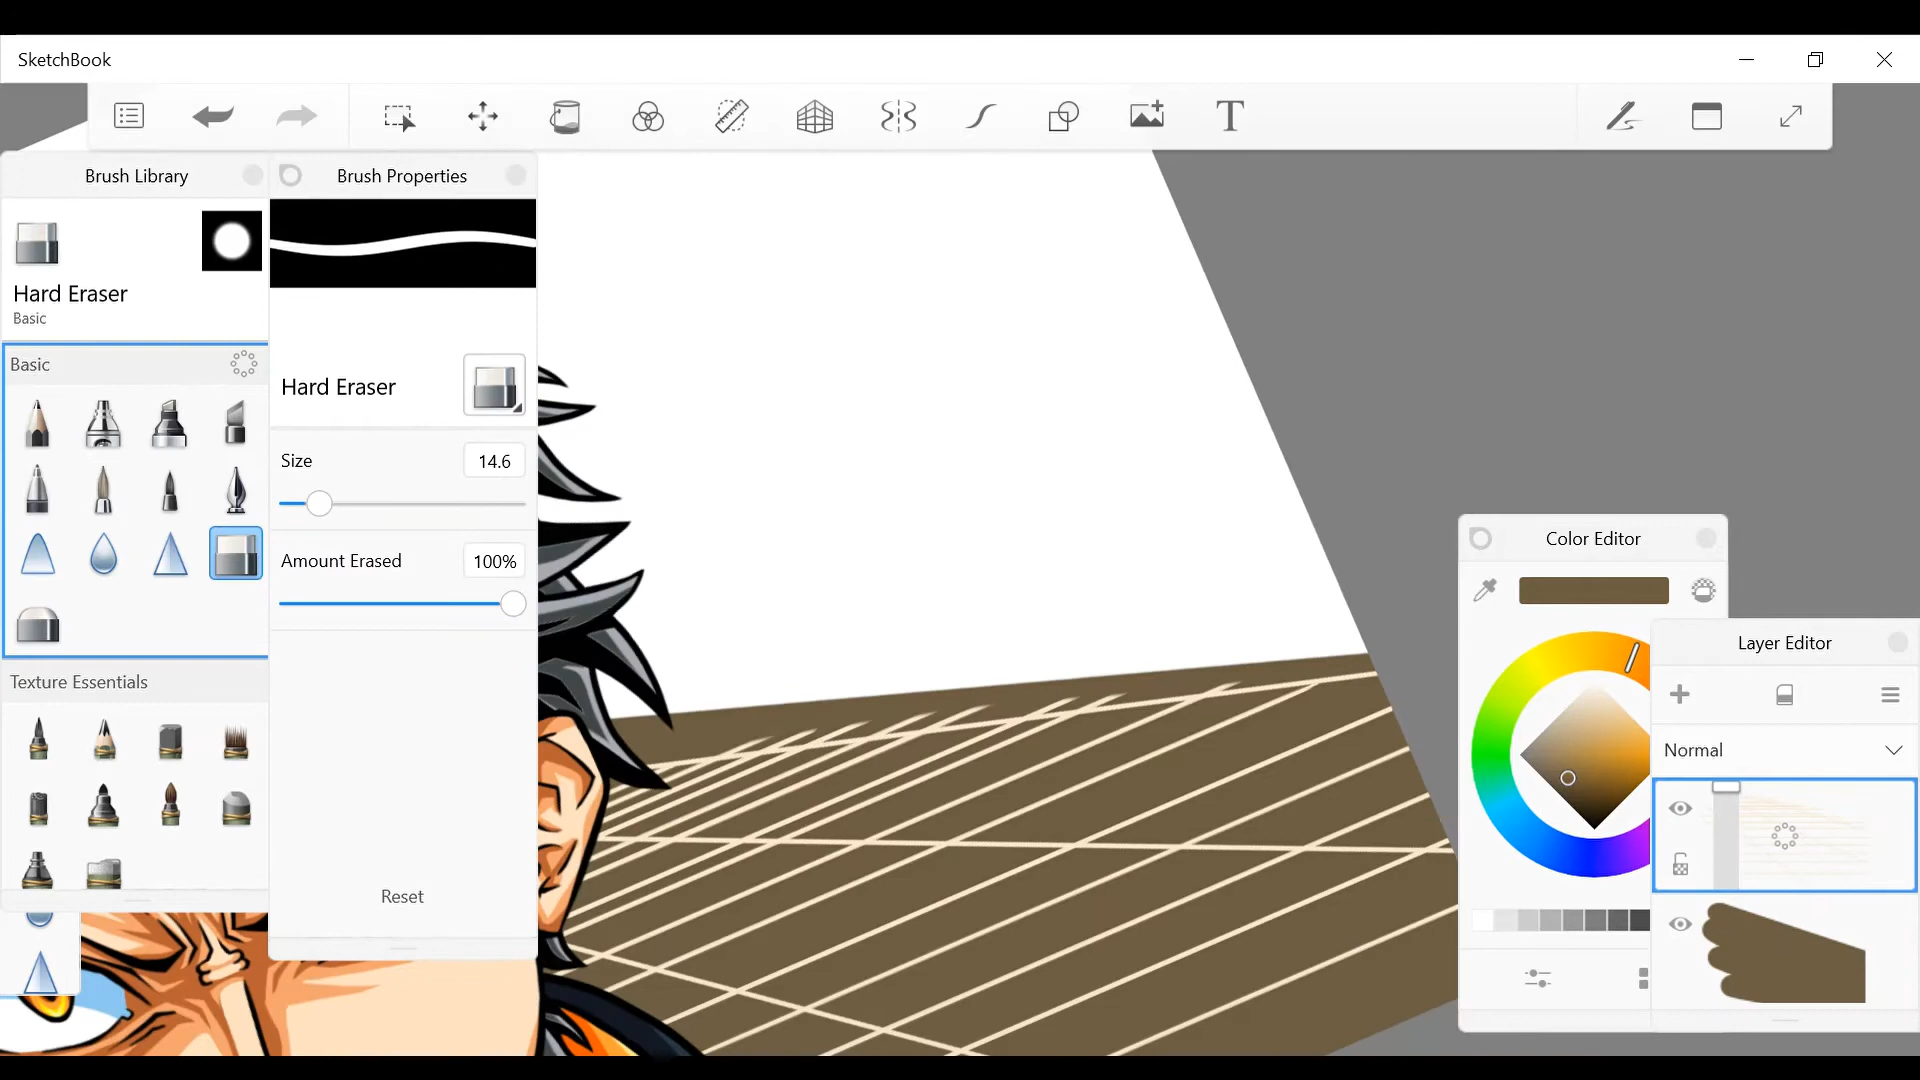 SketchBook
T
Brush Library
Brush Properties
Hard Eraser
Basic
Hard Eraser
Basic
Size
14.6
Amount Erased
100%
Texture Essentials
Reset
Color Editor
Layer Editor
Normal